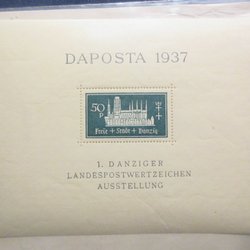 DAPOSTA 1937
50
P
Freie + Stadt + Danzig
1. DANZIGER
LANDESPOSTWERTZEICHEN
AUSSTELLUNG